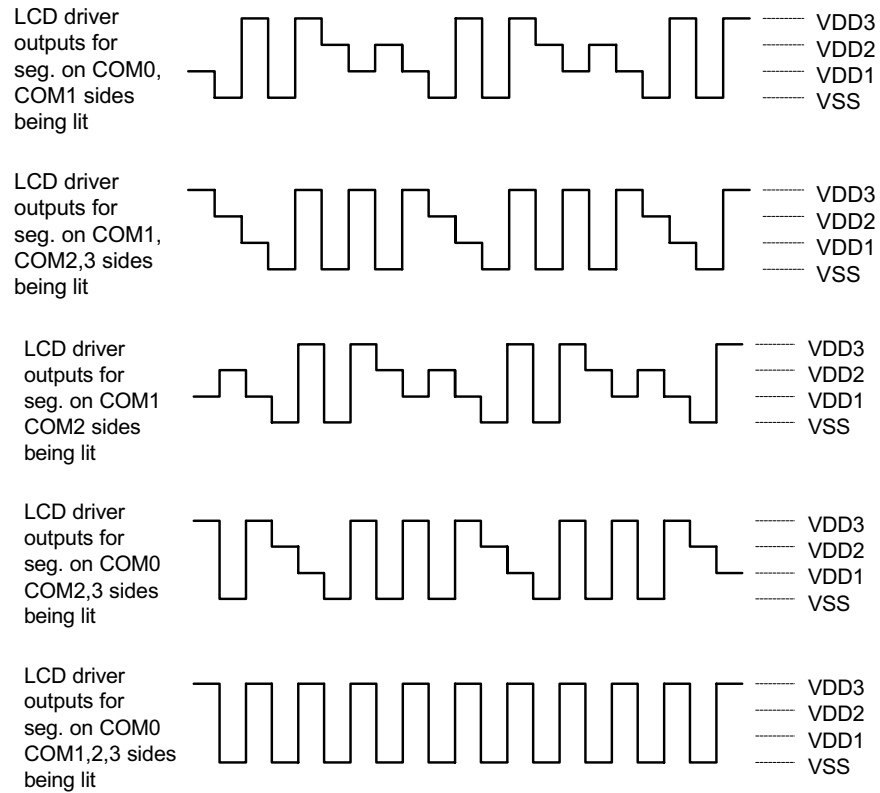 LCD driver
outputs for
seg. on COM0,
COM1 sides
being lit
VDD3
VDD2
VDD1
VSS
LCD driver
outputs for
seg. on COM1,
COM2,3 sides
being lit
VDD3
VDD2
VDD1
VSS
LCD driver
outputs for
seg. on COM1
COM2 sides
being lit
VDD3
VDD2
VDD1
VSS
LCD driver
outputs for
seg. on COM0
COM2,3 sides
being lit
VDD3
VDD2
VDD1
VSS
LCD driver
outputs for
seg. on COM0
COM1,2,3 sides
being lit
VDD3
VDD2
VDD1
VSS